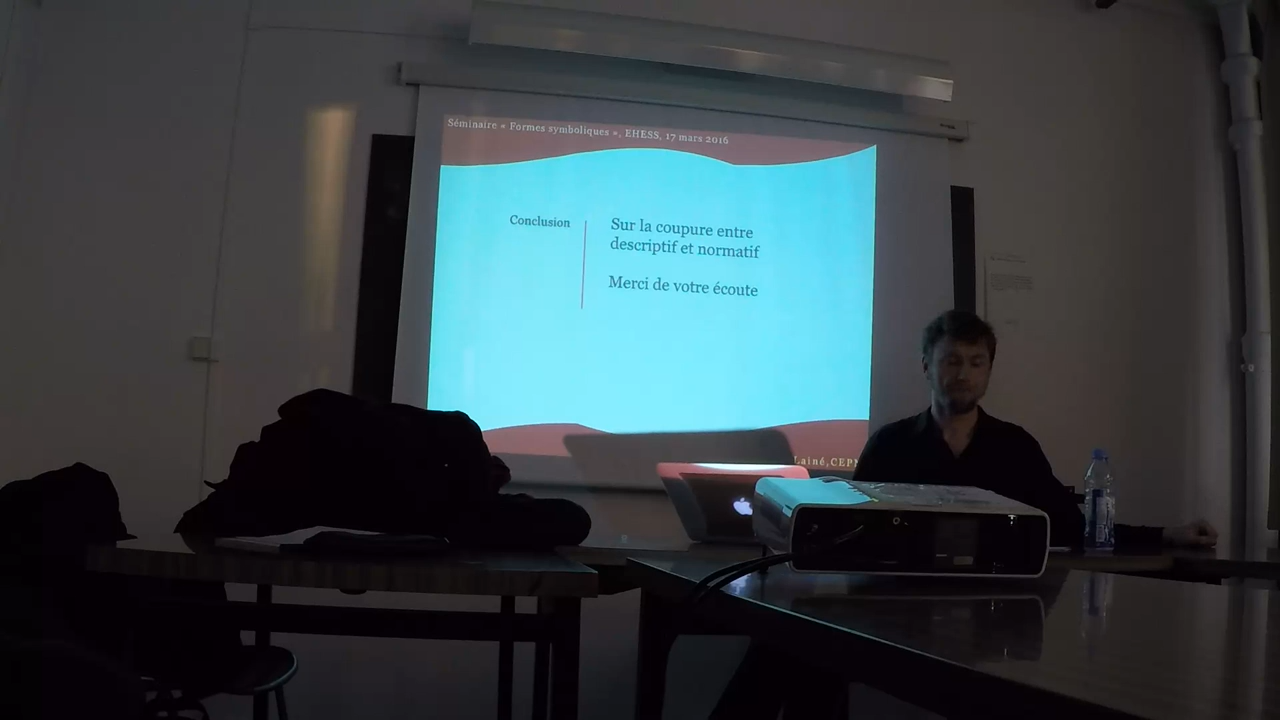 Séminaire « Formes symboliques », EHESS, 17 mars 2016
Conclusion
Sur la coupure entre
descriptif et normatif
Merci de votre écoute
Lainé, CEPN